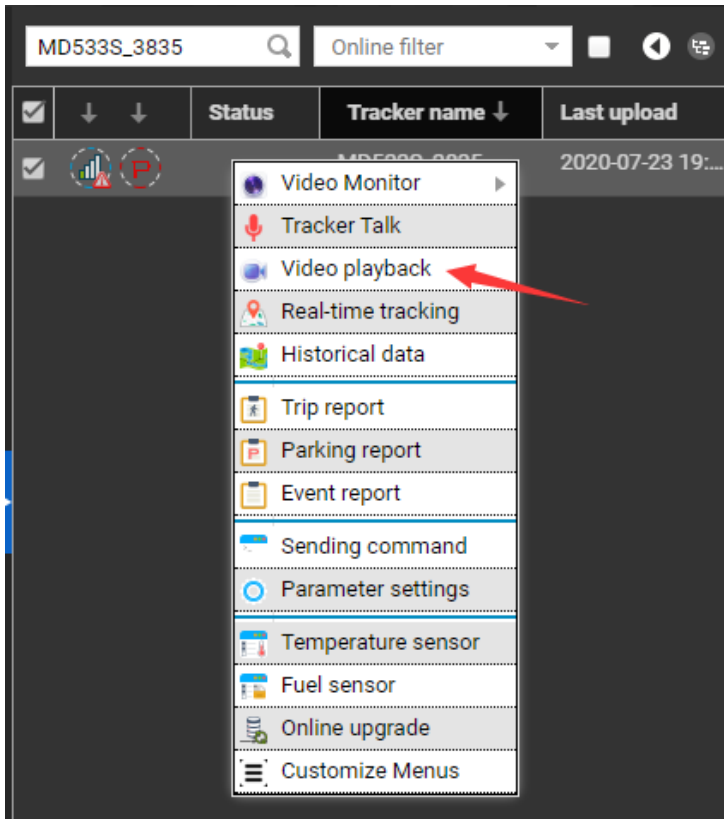 MD533S_3835
Online filter
Status
Tracker name
Last upload
2020-07-23 19:...
Video Monitor
Tracker Talk
Video playback
Real-time tracking
Historical data
Trip report
Parking report
Event report
Sending command
Parameter settings
Temperature sensor
Fuel sensor
Online upgrade
Customize Menus